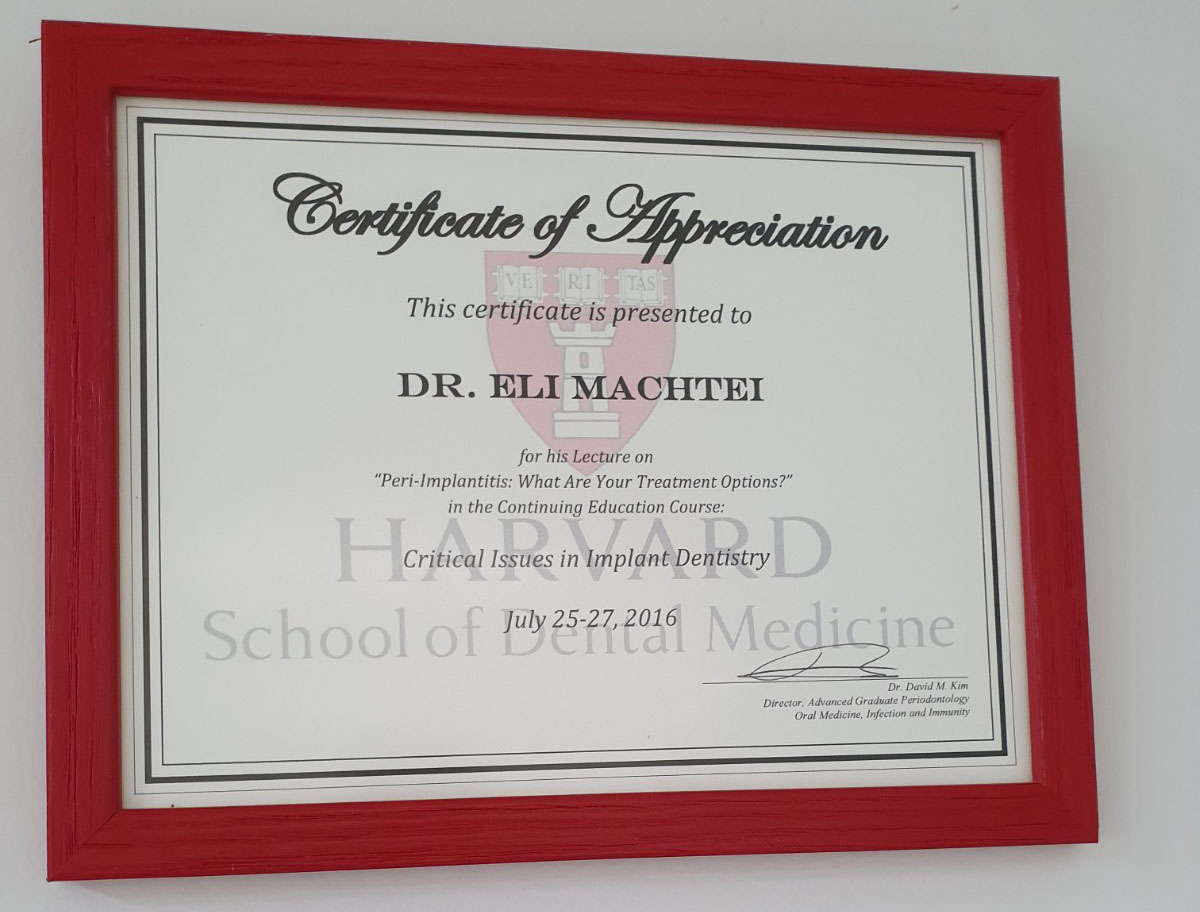 Certificate of Appreciation
VE RI TAS
This certificate is presented to
DR. ELI MACHTEI
for his Lecture on
“Peri-Implantitis: What Are Your Treatment Options?”
in the Continuing Education Course:
HARVARD
Critical Issues in Implant Dentistry
July 25-27, 2016
School of Dental Medicine
Dr. David M. Kim
Director, Advanced Graduate Periodontology
Oral Medicine, Infection and Immunity